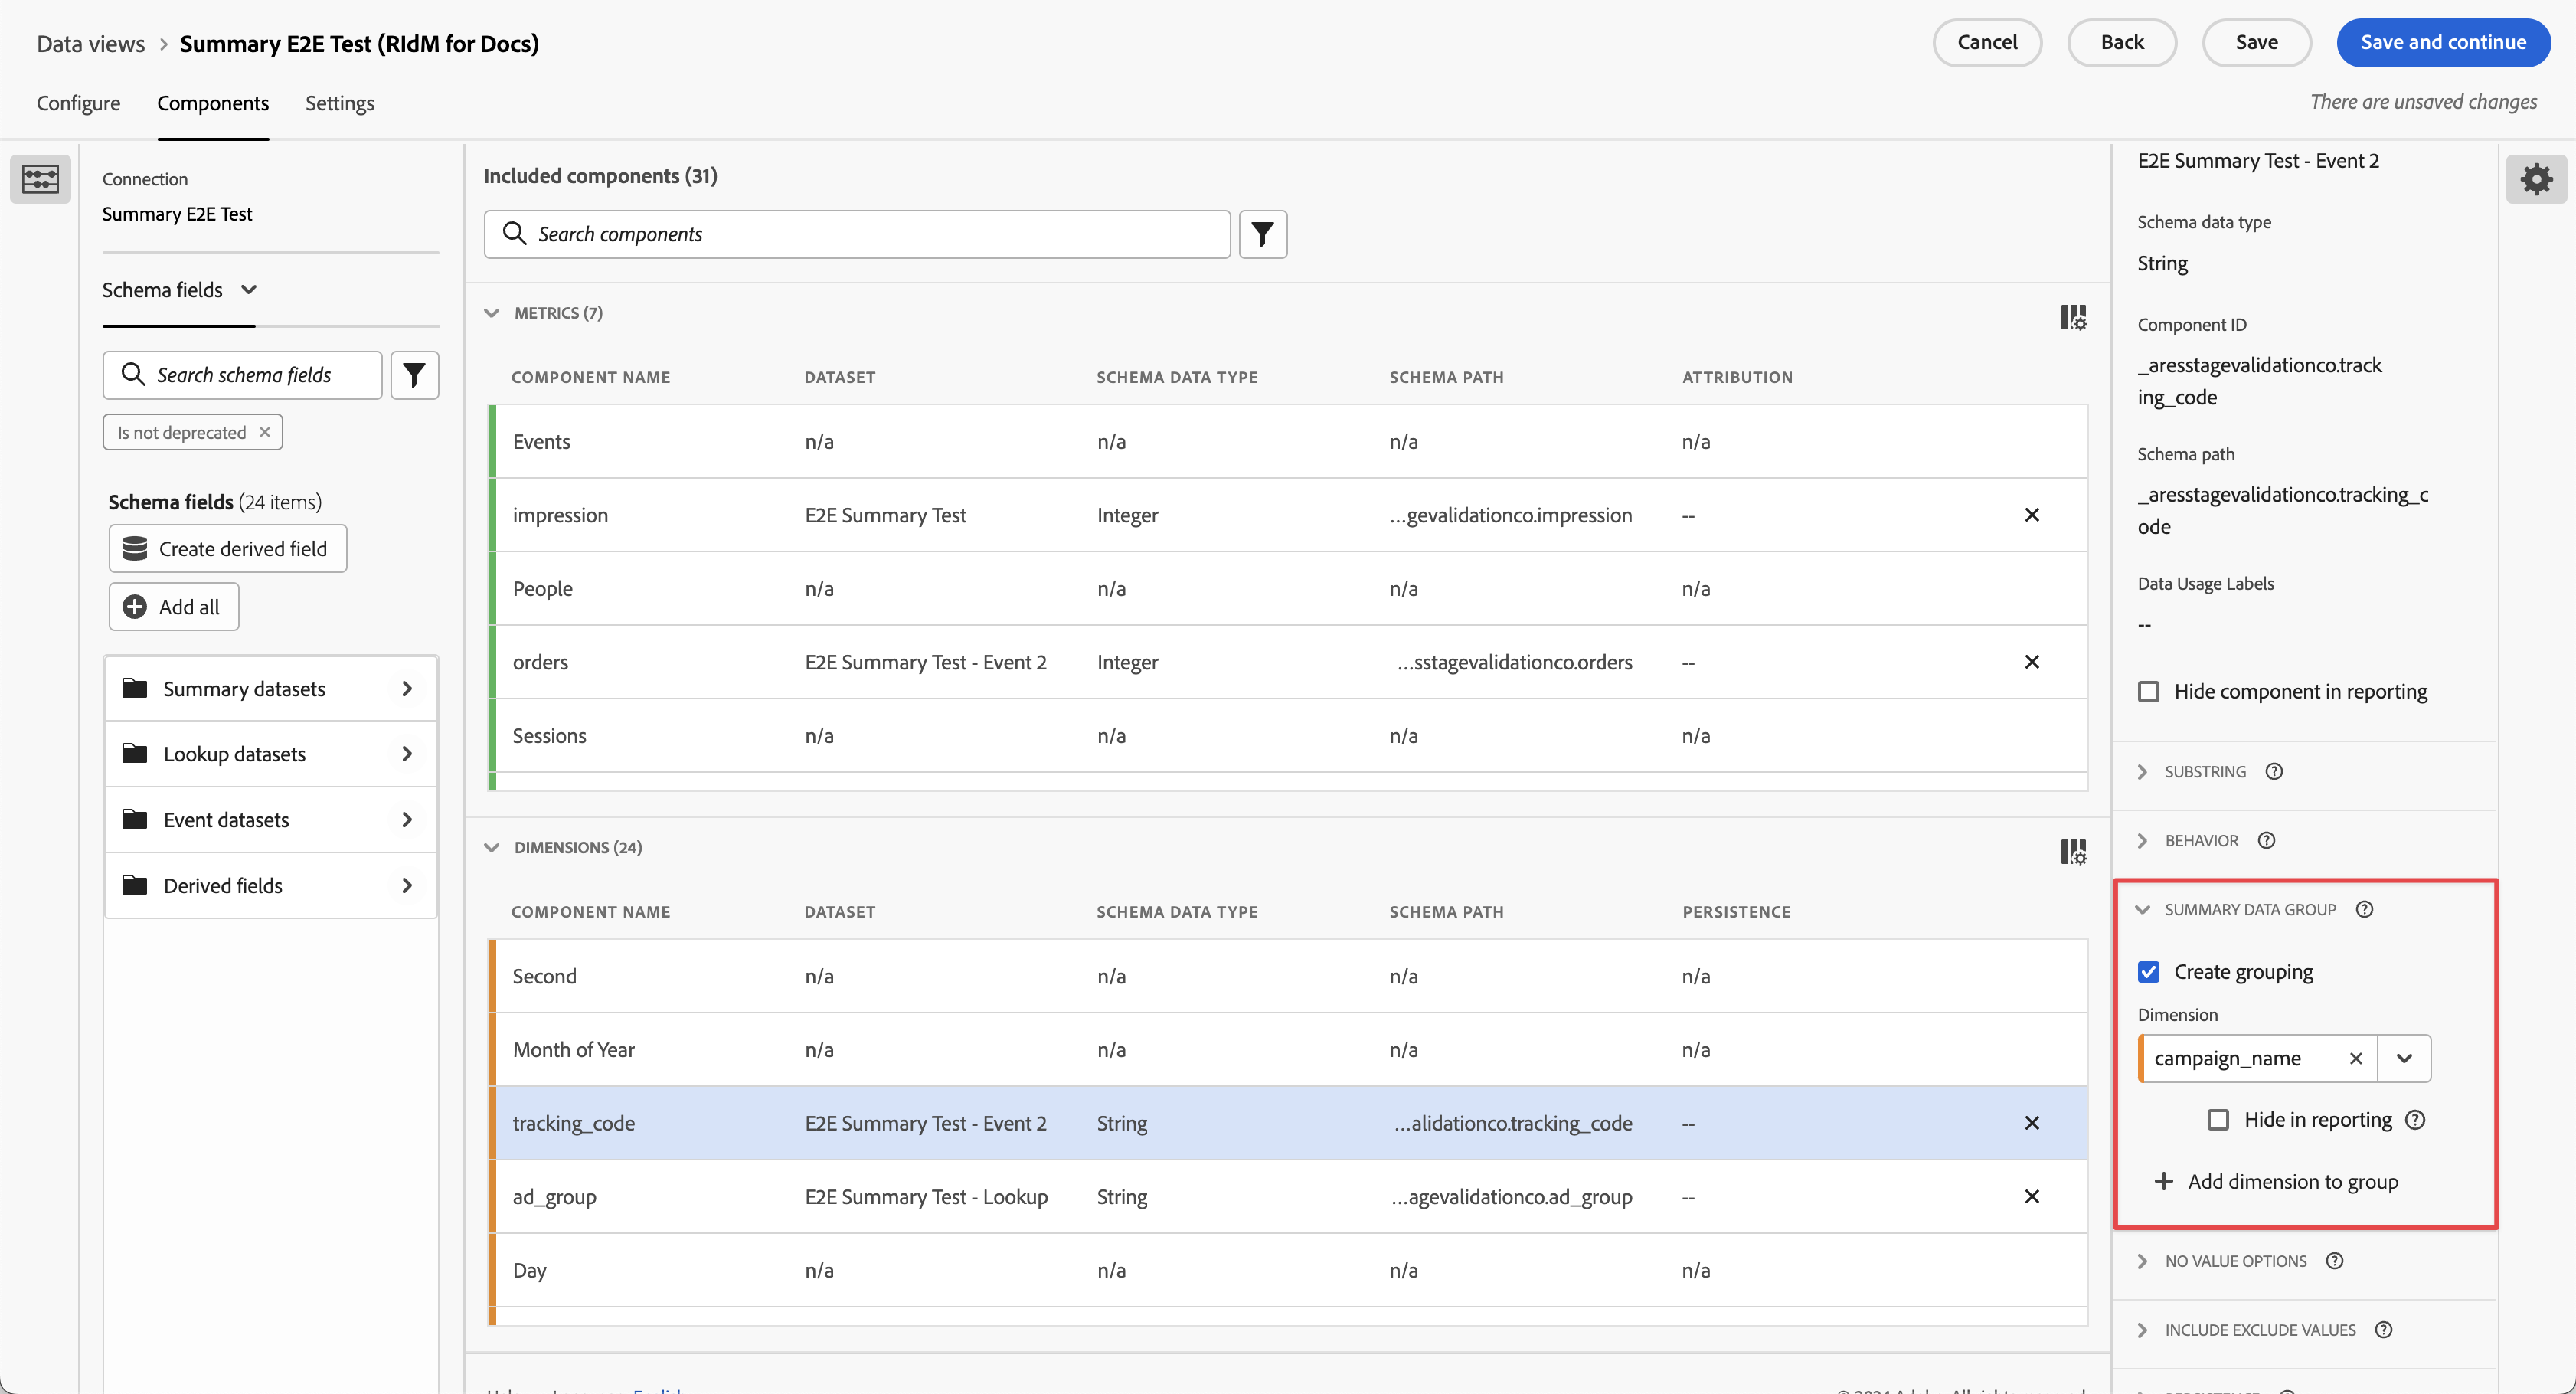 Data views > Summary E2E Test (RIdM for Docs)
Cancel
Back
Save
Save and continue
Configure
Components
Settings
There are unsaved changes
Connection
Summary E2E Test
Schema fields
Search schema fields
Is not deprecated
Schema fields (24 items)
Create derived field
Add all
Summary datasets
Lookup datasets
Event datasets
Derived fields
Included components (31)
Search components
METRICS (7)
COMPONENT NAME DATASET SCHEMA DATA TYPE SCHEMA PATH ATTRIBUTION
Events n/a n/a n/a n/a
impression E2E Summary Test Integer ...gevalidationco.impression --
People n/a n/a n/a n/a
orders E2E Summary Test - Event 2 Integer ...sstagevalidationco.orders --
Sessions n/a n/a n/a n/a
DIMENSIONS (24)
COMPONENT NAME DATASET SCHEMA DATA TYPE SCHEMA PATH PERSISTENCE
Second n/a n/a n/a n/a
Month of Year n/a n/a n/a n/a
tracking_code E2E Summary Test - Event 2 String ...alidationco.tracking_code --
ad_group E2E Summary Test - Lookup String ...agevalidationco.ad_group --
Day n/a n/a n/a n/a
E2E Summary Test - Event 2
Schema data type
String
Component ID
_aresstagevalidationco.track
ing_code
Schema path
_aresstagevalidationco.tracking_c
ode
Data Usage Labels
--
Hide component in reporting
SUBSTRING
BEHAVIOR
SUMMARY DATA GROUP
Create grouping
Dimension
campaign_name
Hide in reporting
Add dimension to group
NO VALUE OPTIONS
INCLUDE EXCLUDE VALUES